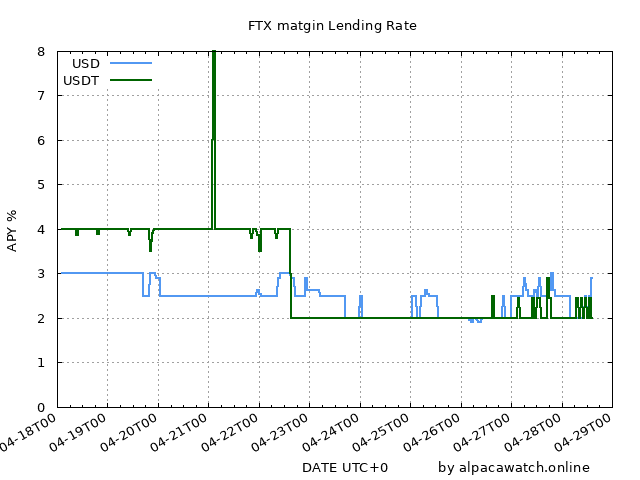 FTX matgin Lending Rate
USD
USDT
8
7
6
5
4
3
2
1
0
APY %
04-18T00
04-19T00
04-20T00
04-21T00
04-22T00
04-23T00
04-24T00
04-25T00
04-26T00
04-27T00
04-28T00
04-29T00
DATE UTC+0
by alpacawatch.online